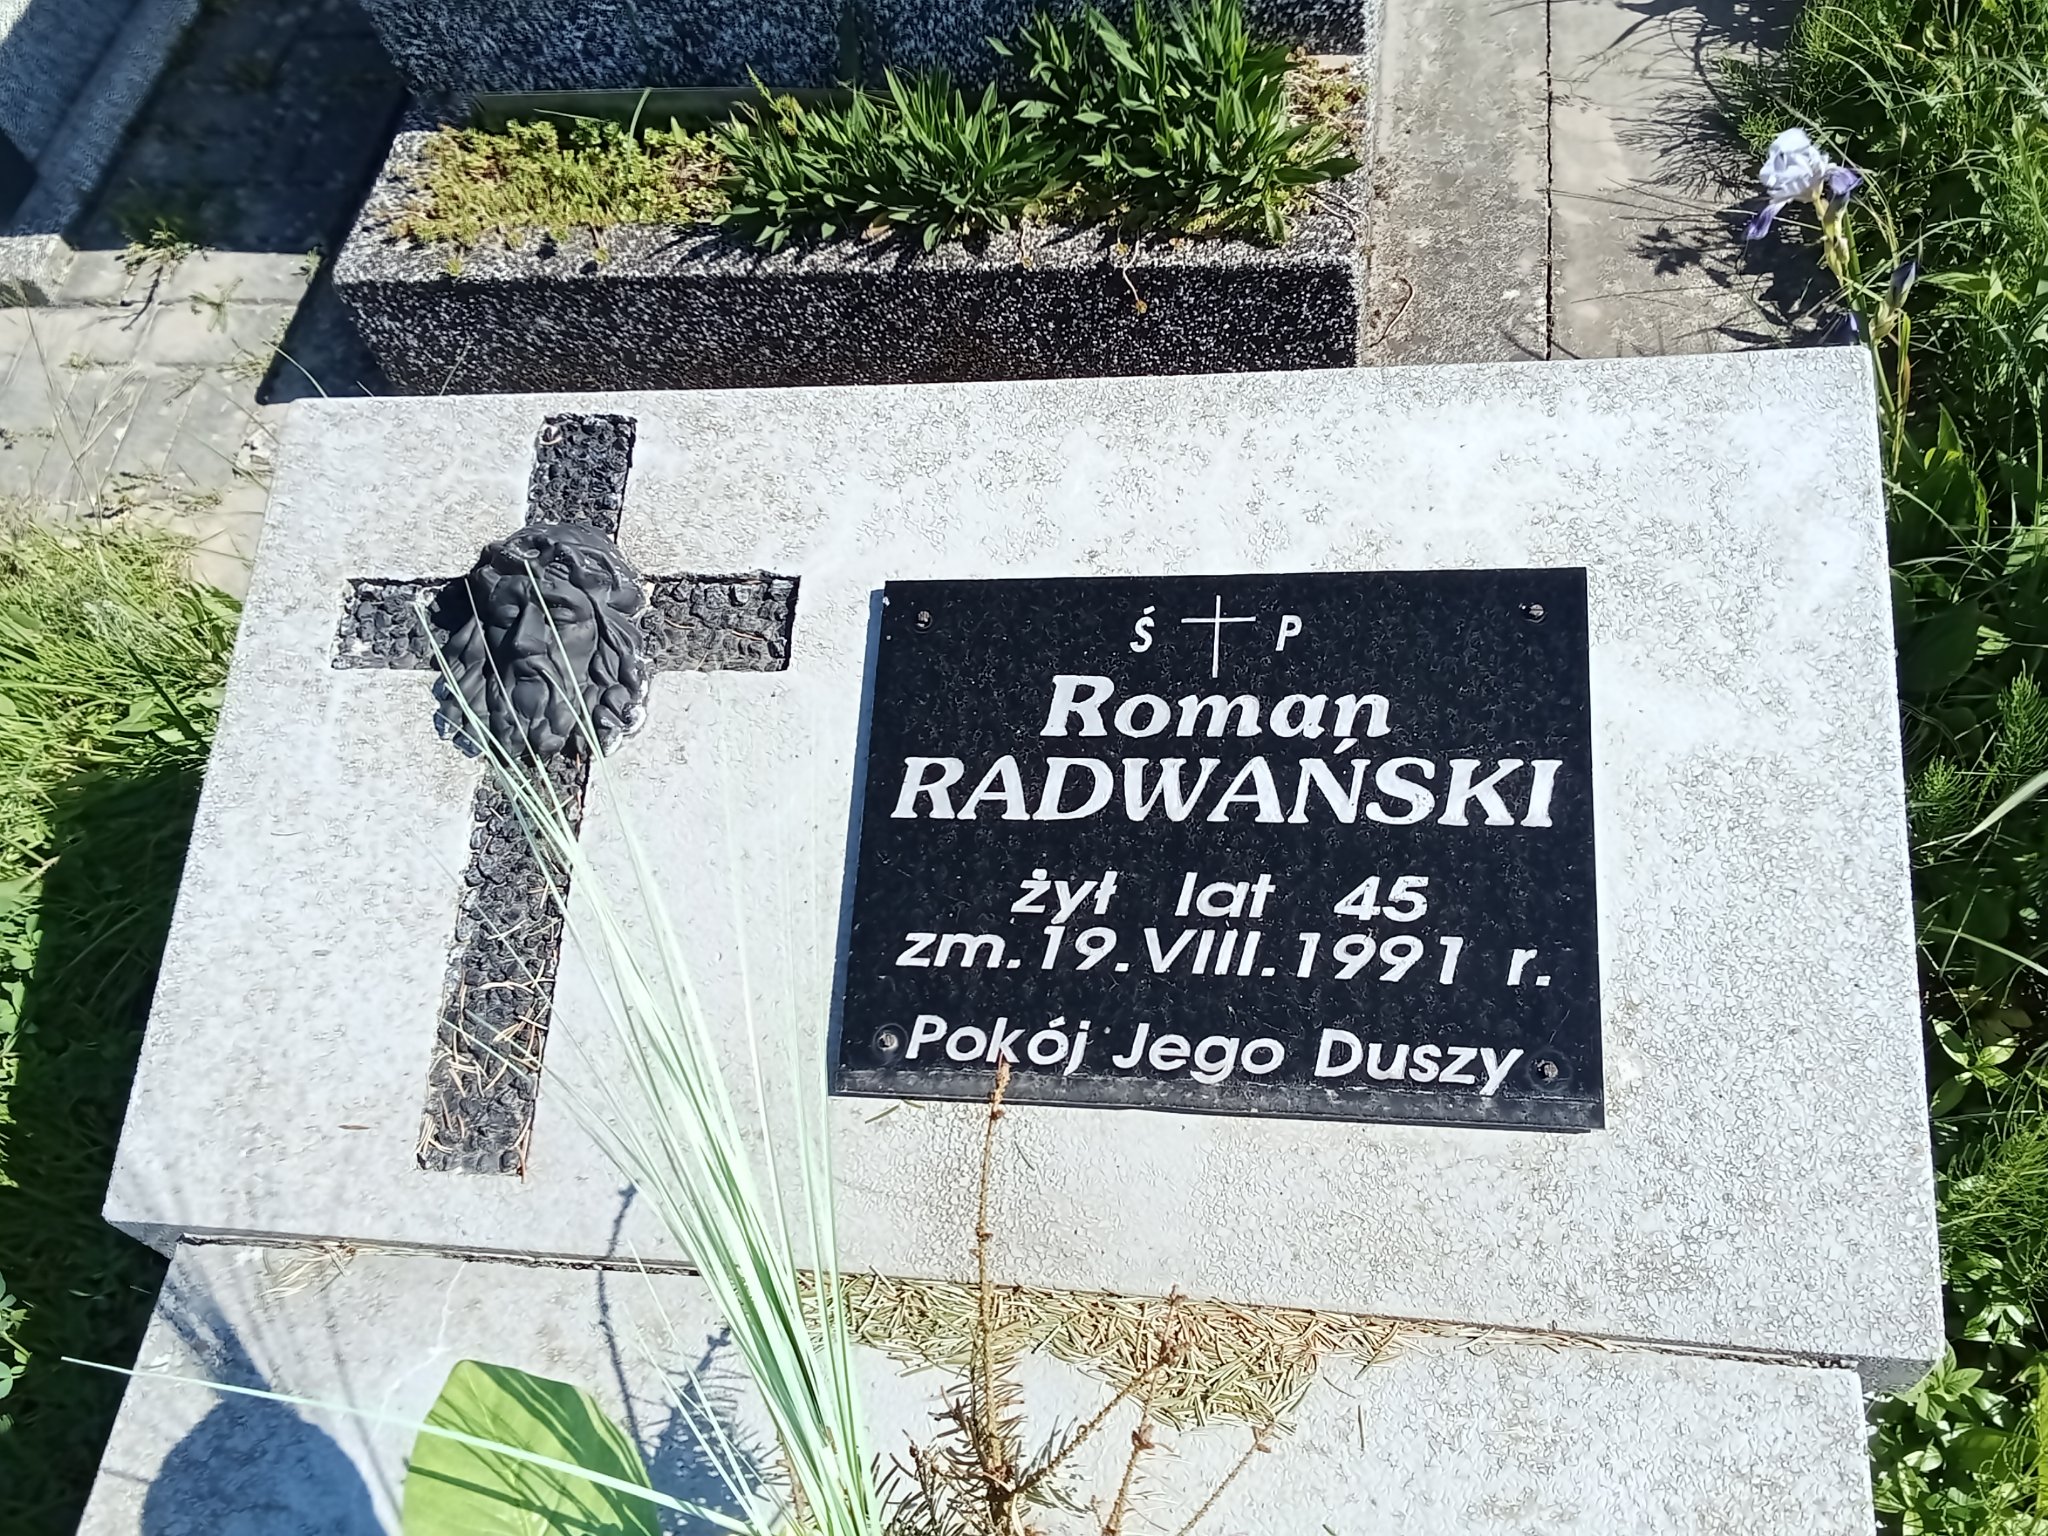 Ś P
Roman
RADWAŃSKI
żył lat 45
zm. 19. VIII. 1991 r.
Pokój Jego Duszy